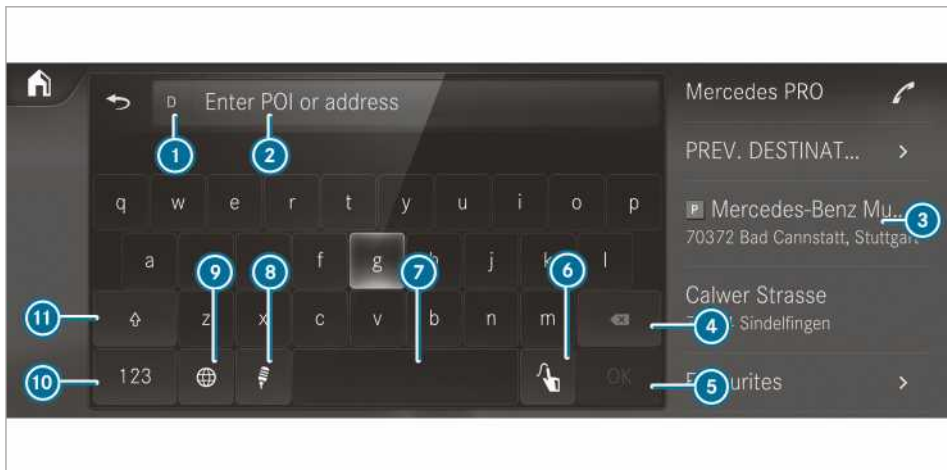 D Enter POI or address
1
2
q w e r t y u i o p
a f g j k l
9
8
7
6
11
z x c v b n m
4
10
123
OK
5
Mercedes PRO
PREV. DESTINAT...
P Mercedes-Benz Mu...
3
70372 Bad Cannstatt, Stuttgart
Calwer Strasse
Sindelfingen